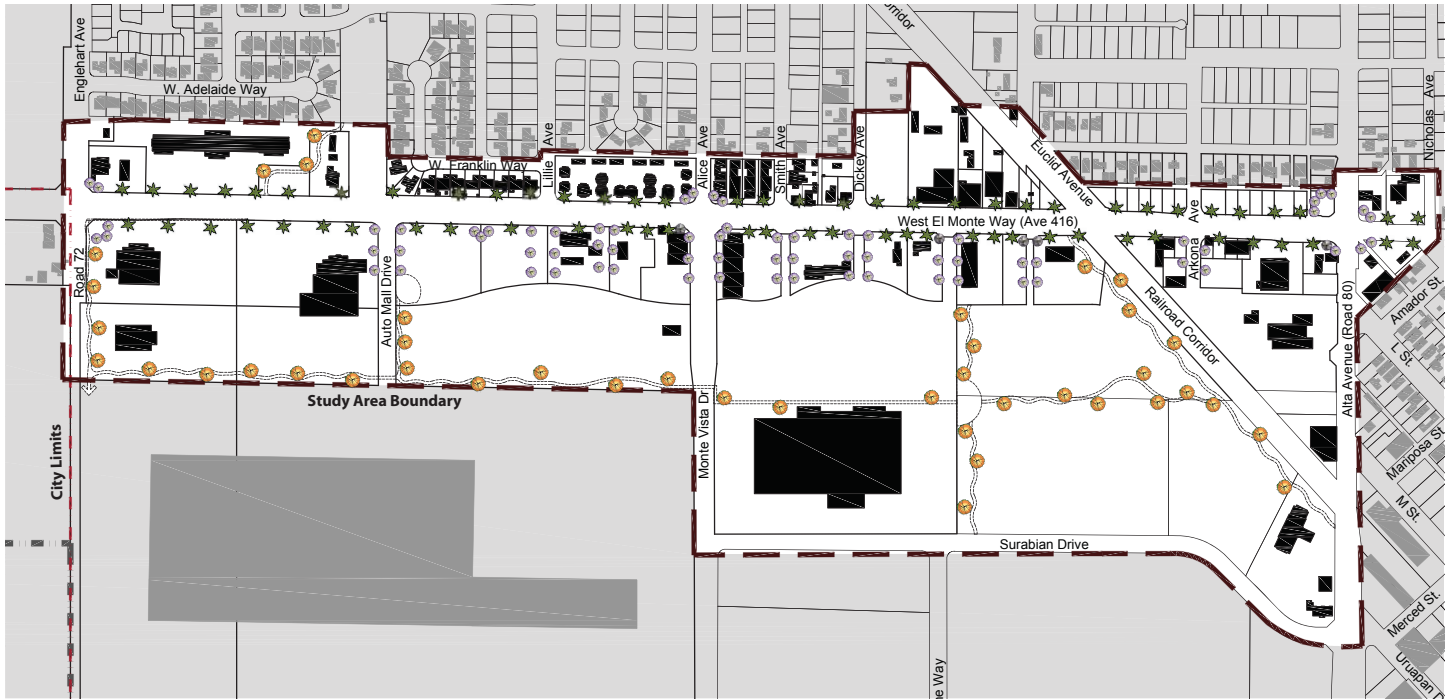 Englehart Ave
W. Adelaide Way
W. Franklin Way
Lillie Ave
Alice Ave
Smith Ave
Dickey Ave
Euclid Avenue
Nicholas Ave
West El Monte Way (Ave 416)
Road 72
Auto Mall Drive
Arkona Ave
Railroad Corridor
Alta Avenue (Road 80)
Amador St.
L St.
Study Area Boundary
Monte Vista Dr
Mariposa St.
City Limits
M St.
Surabian Drive
Merced St.
Uruapan
Way